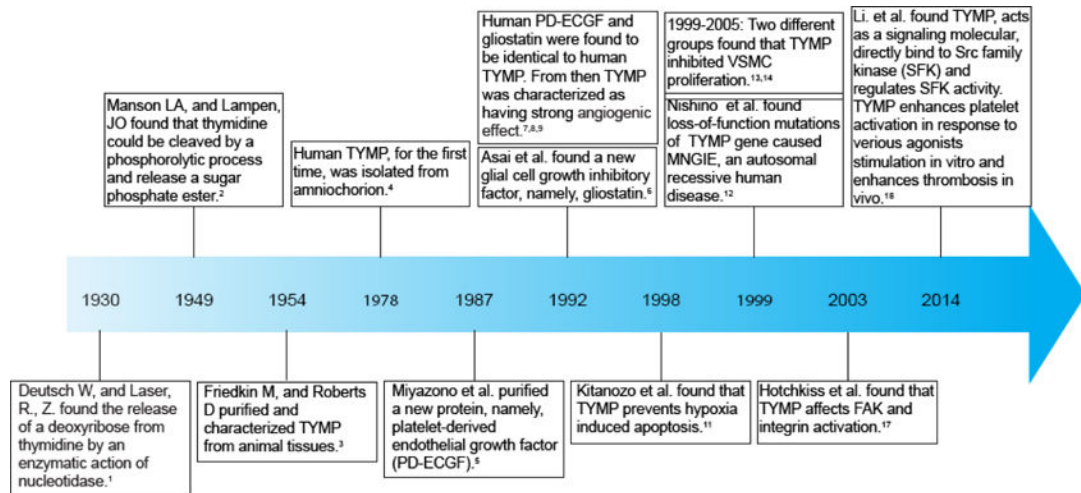 Manson LA, and Lampen,
JO found that thymidine
could be cleaved by a
phosphorolytic process
and release a sugar
phosphate ester.²
Human TYMP, for the first
time, was isolated from
amniochorion.⁴
Human PD-ECGF and
gliostatin were found to
be identical to human
TYMP. From then TYMP
was characterized as
having strong angiogenic
effect.⁷,⁸,⁹
Asai et al. found a new
glial cell growth inhibitory
factor, namely, gliostatin.⁶
1999-2005: Two different
groups found that TYMP
inhibited VSMC
proliferation.¹³,¹⁴
Nishino et al. found
loss-of-function mutations
of TYMP gene caused
MNGIE, an autosomal
recessive human
disease.¹²
Li. et al. found TYMP, acts
as a signaling molecular,
directly bind to Src family
kinase (SFK) and
regulates SFK activity.
TYMP enhances platelet
activation in response to
verious agonists
stimulation in vitro and
enhances thrombosis in
vivo.¹⁸
1930 1949 1954 1978 1987 1992 1998 1999 2003 2014
Deutsch W, and Laser,
R., Z. found the release
of a deoxyribose from
thymidine by an
enzymatic action of
nucleotidase.¹
Friedkin M, and Roberts
D purified and
characterized TYMP
from animal tissues.³
Miyazono et al. purified
a new protein, namely,
platelet-derived
endothelial growth factor
(PD-ECGF).⁵
Kitanozo et al. found that
TYMP prevents hypoxia
induced apoptosis.¹¹
Hotchkiss et al. found that
TYMP affects FAK and
integrin activation.¹⁷